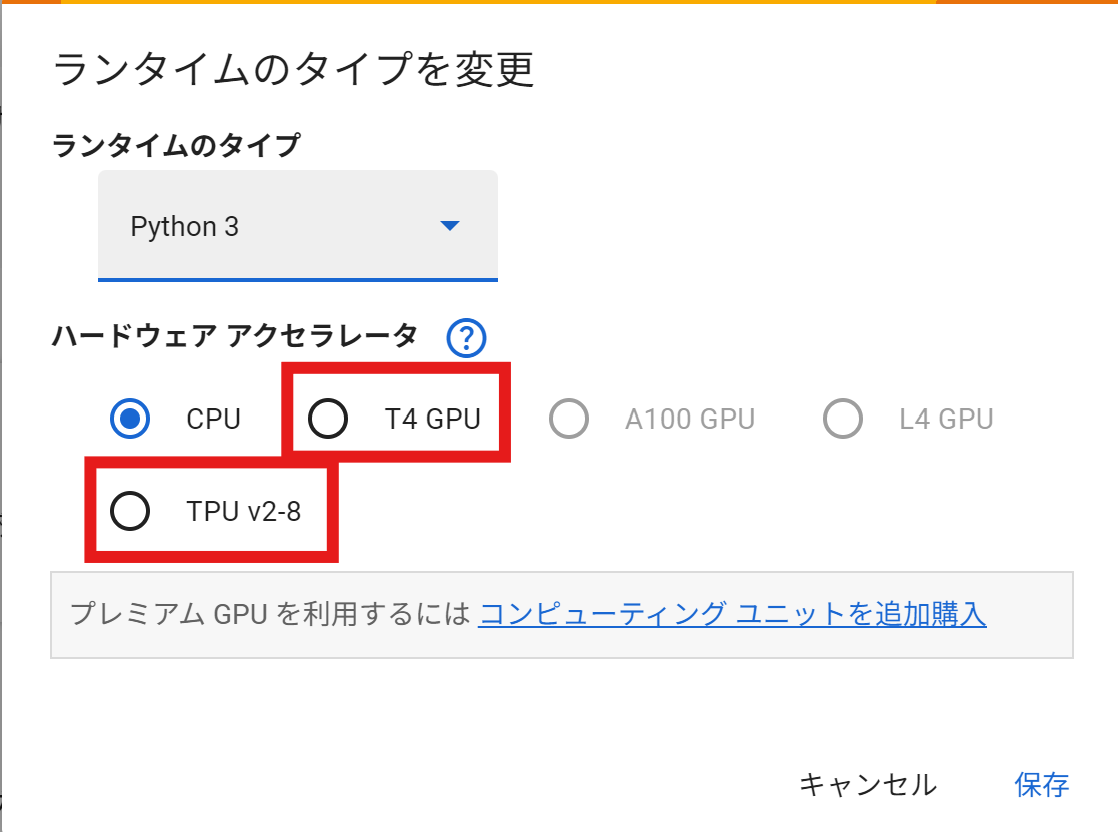 ランタイムのタイプを変更
ランタイムのタイプ
Python 3
ハードウェア アクセラレータ ?
CPU T4 GPU A100 GPU L4 GPU
TPU v2-8
プレミアム GPU を利用するには コンピューティング ユニットを追加購入
キャンセル 保存